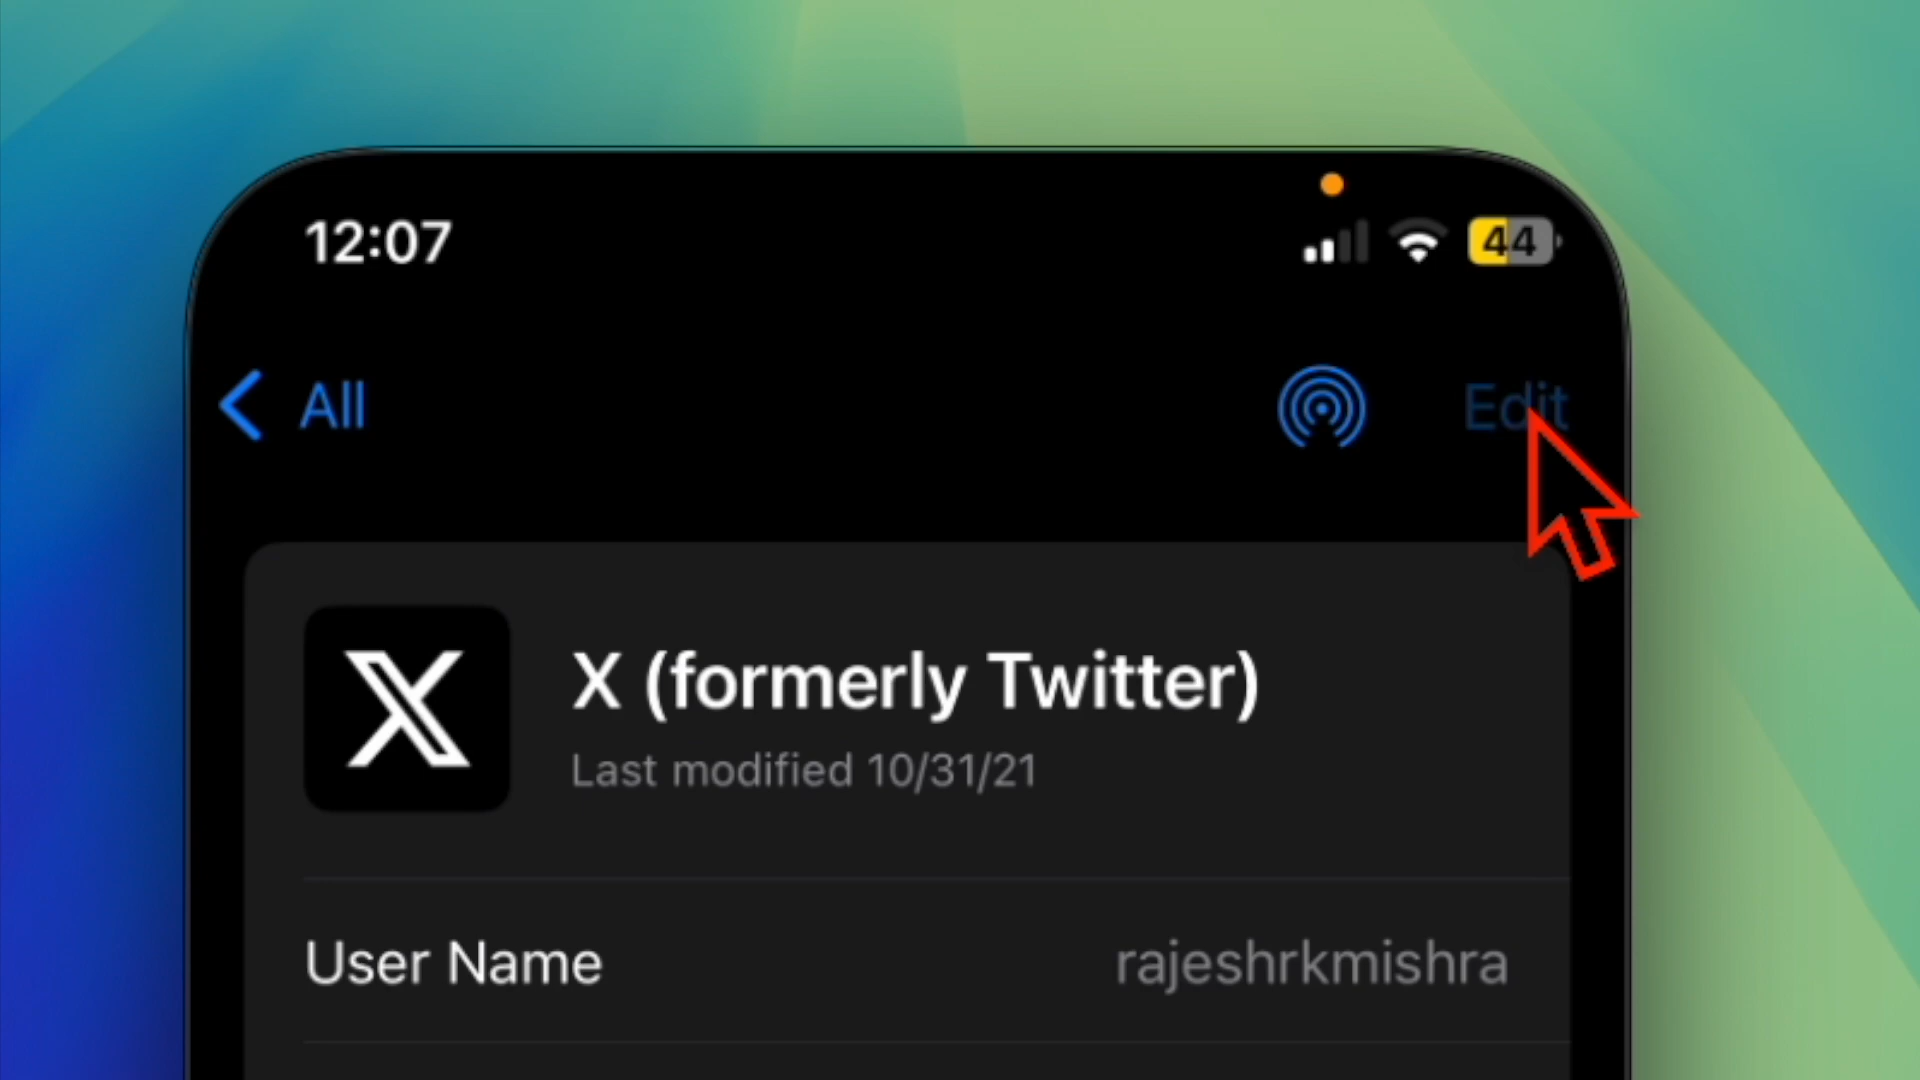 12:07
44
All
Edit
X (formerly Twitter)
Last modified 10/31/21
User Name
rajeshrkmishra